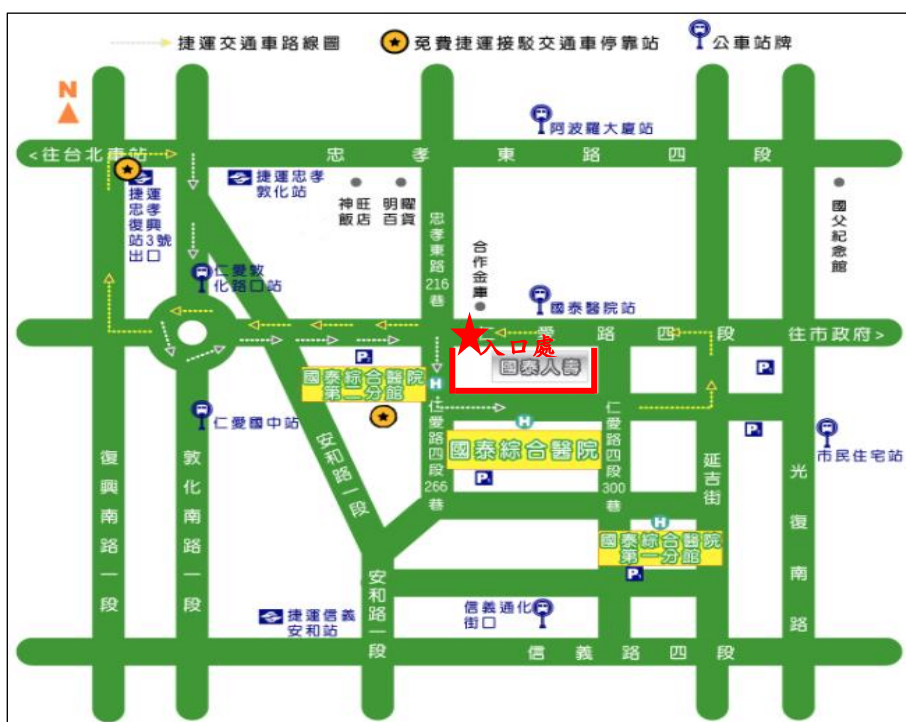 捷運交通車路線圖
免費捷運接駁交通車停靠站
公車站牌
N
阿波羅大廈站
<往台北車站
忠孝東路四段
捷運
忠孝
復興
站3號
出口
捷運忠孝
敦化站
神旺
飯店
明曜
百貨
忠孝東路216巷
合作金庫
國父紀念館
仁愛敦
化路口站
國泰醫院站
仁愛路四段
往市政府>
入口處
國泰人壽
P
國泰綜合醫院
第二分館
H
P
仁愛國中站
H
國泰綜合醫院
P
市民住宅站
安和路一段
仁愛路四段266巷
仁愛路四段300巷
延吉街
P
復興南路一段
敦化南路一段
光復南路
H
國泰綜合醫院
第一分館
P
安和路一段
捷運信義
安和站
信義通化
街口
信義路四段